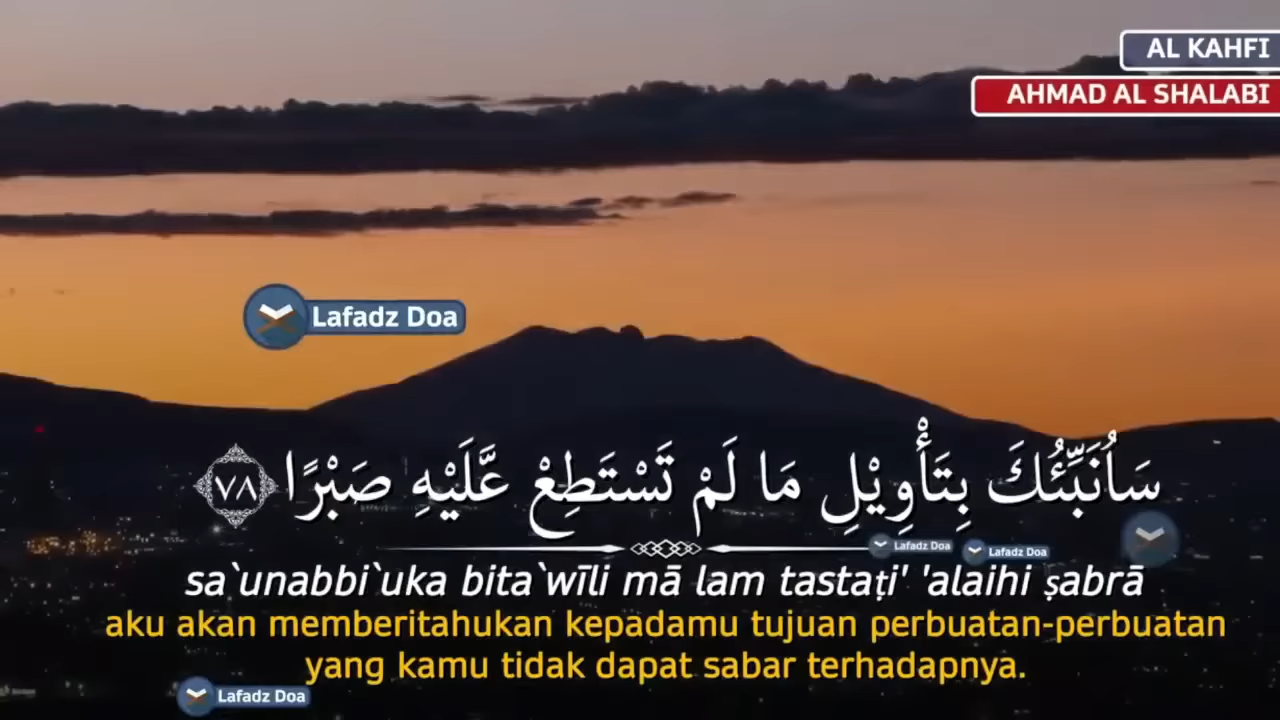 AL KAHFI
AHMAD AL SHALABI
Lafadz Doa
سَاُنَبِّئُكَ بِتَأْوِيْلِ مَا لَمْ تَسْتَطِعْ عَّلَيْهِ صَبْرًا ٧٨
Lafadz Doa
Lafadz Doa
sa`unabbi`uka bita`wīli mā lam tastaṭi' 'alaihi ṣabrā
aku akan memberitahukan kepadamu tujuan perbuatan-perbuatan
yang kamu tidak dapat sabar terhadapnya.
Lafadz Doa